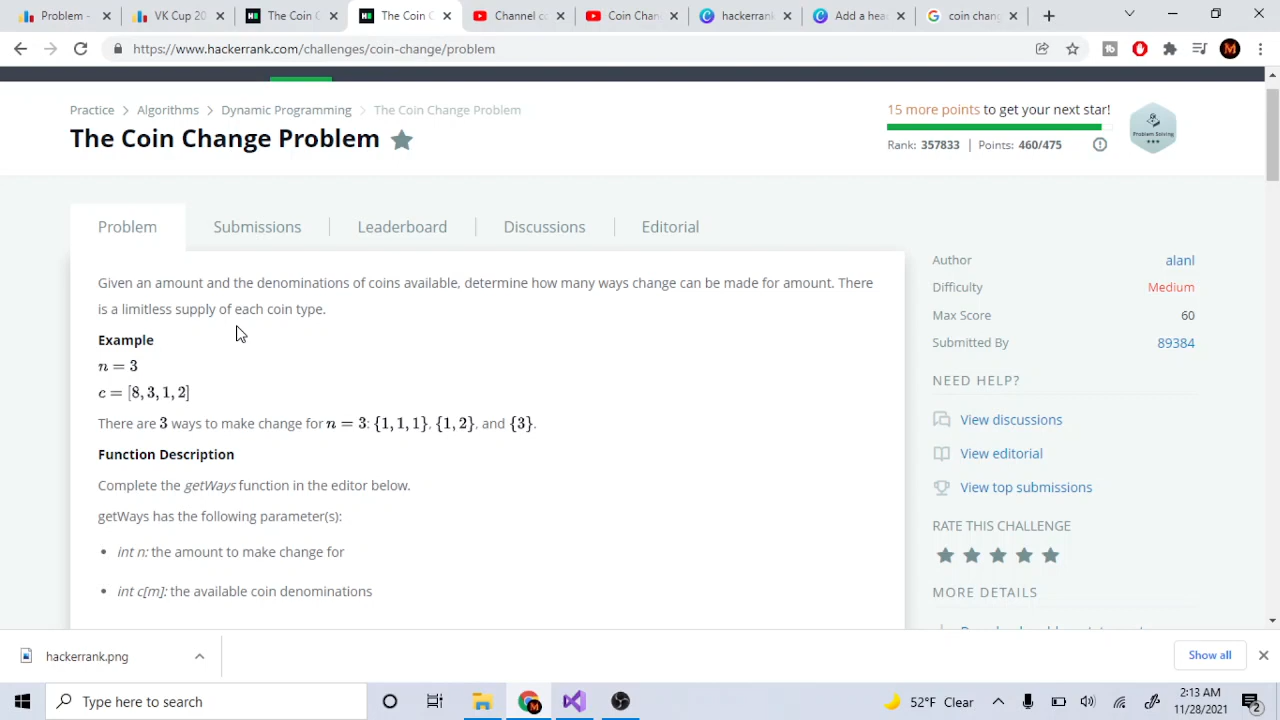 Problem -
VK Cup 20
The Coin C
The Coin C
Channel co
Coin Chan
hackerrank
Add a hea
coin chang
https://www.hackerrank.com/challenges/coin-change/problem
M
Practice > Algorithms > Dynamic Programming > The Coin Change Problem
The Coin Change Problem
15 more points to get your next star!
Rank: 357833 | Points: 460/475
Problem Solving
Problem
Submissions
Leaderboard
Discussions
Editorial
Given an amount and the denominations of coins available, determine how many ways change can be made for amount. There
is a limitless supply of each coin type.
Example
n = 3
c = [8, 3, 1, 2]
There are 3 ways to make change for n = 3: {1, 1, 1}, {1, 2}, and {3}.
Function Description
Complete the getWays function in the editor below.
getWays has the following parameter(s):
• int n: the amount to make change for
• int c[m]: the available coin denominations
Author alanl
Difficulty Medium
Max Score 60
Submitted By 89384
NEED HELP?
View discussions
View editorial
View top submissions
RATE THIS CHALLENGE
MORE DETAILS
hackerrank.png
Show all
Type here to search
52°F Clear
2:13 AM
11/28/2021
2